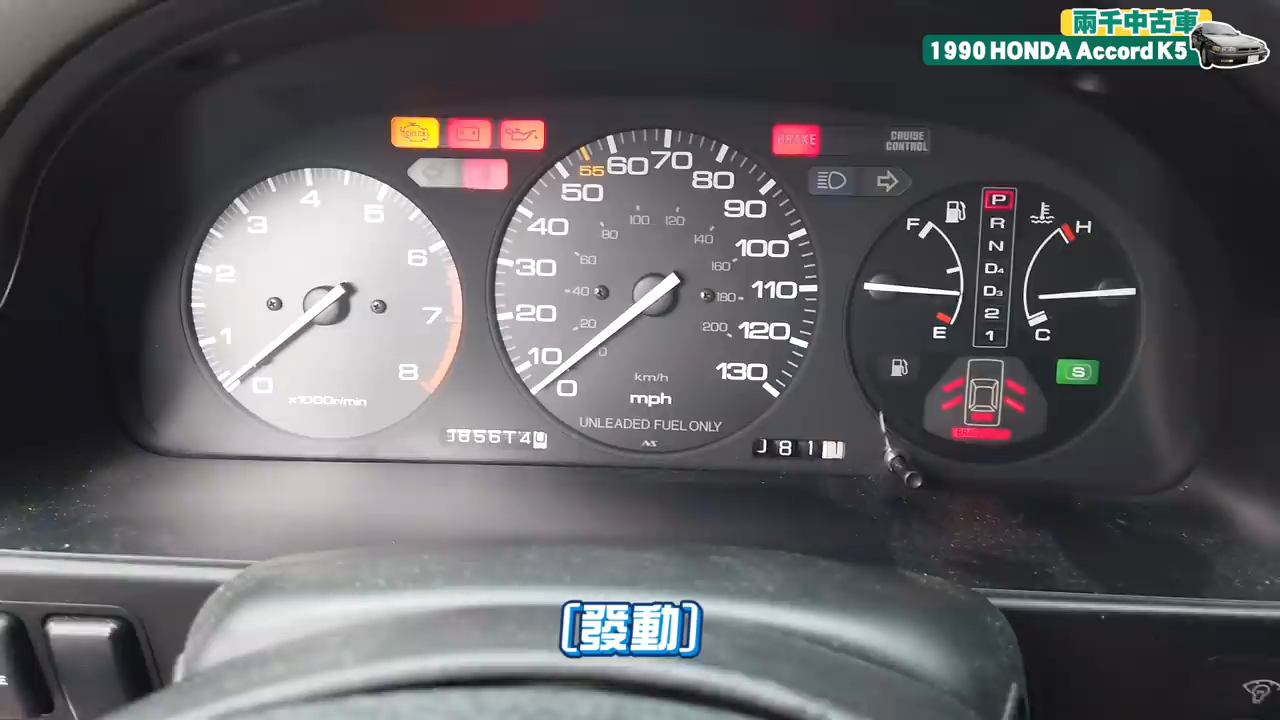 兩千中古車
1990 HONDA Accord K5
CHECK
BRAKE
CRUISE
CONTROL
0
1
2
3
4
5
6
7
8
x1000r/min
0
10
20
30
40
50
55
60
70
80
90
100
110
120
130
0
20
40
60
80
100
120
140
160
180
200
km/h
mph
UNLEADED FUEL ONLY
NS
F
E
P
R
N
D4
D3
2
1
H
C
S
[發動]